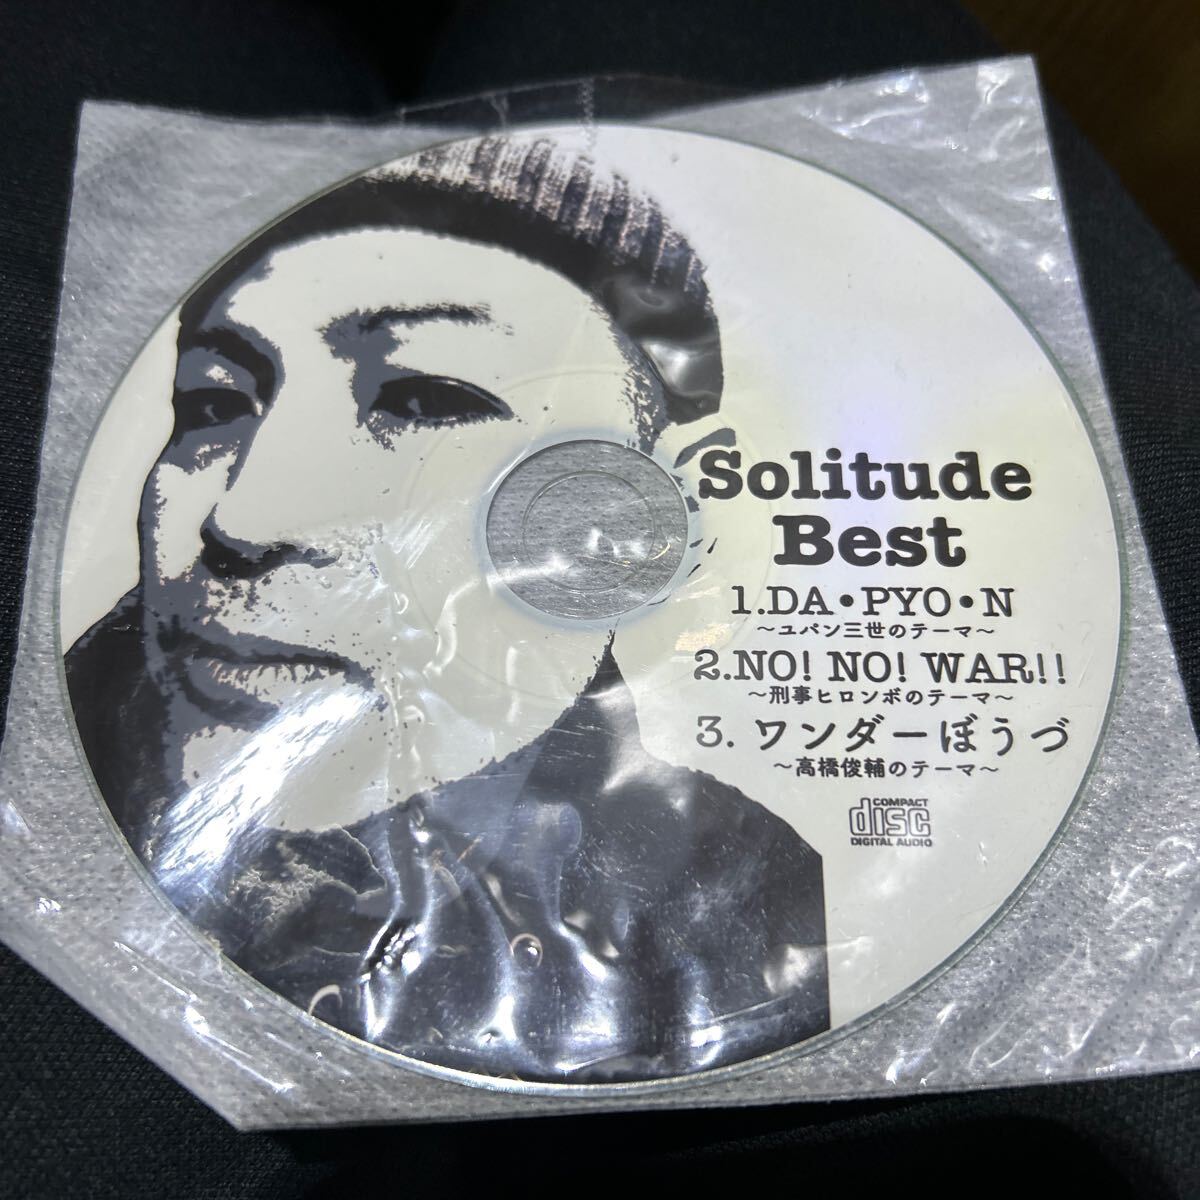 Solitude
Best
1.DA・PYO・N
～ユパン三世のテーマ～
2.NO! NO! WAR!!
～刑事ヒロンボのテーマ～
3. ワンダーぼうづ
～高橋俊輔のテーマ～
COMPACT
disc
DIGITAL AUDIO